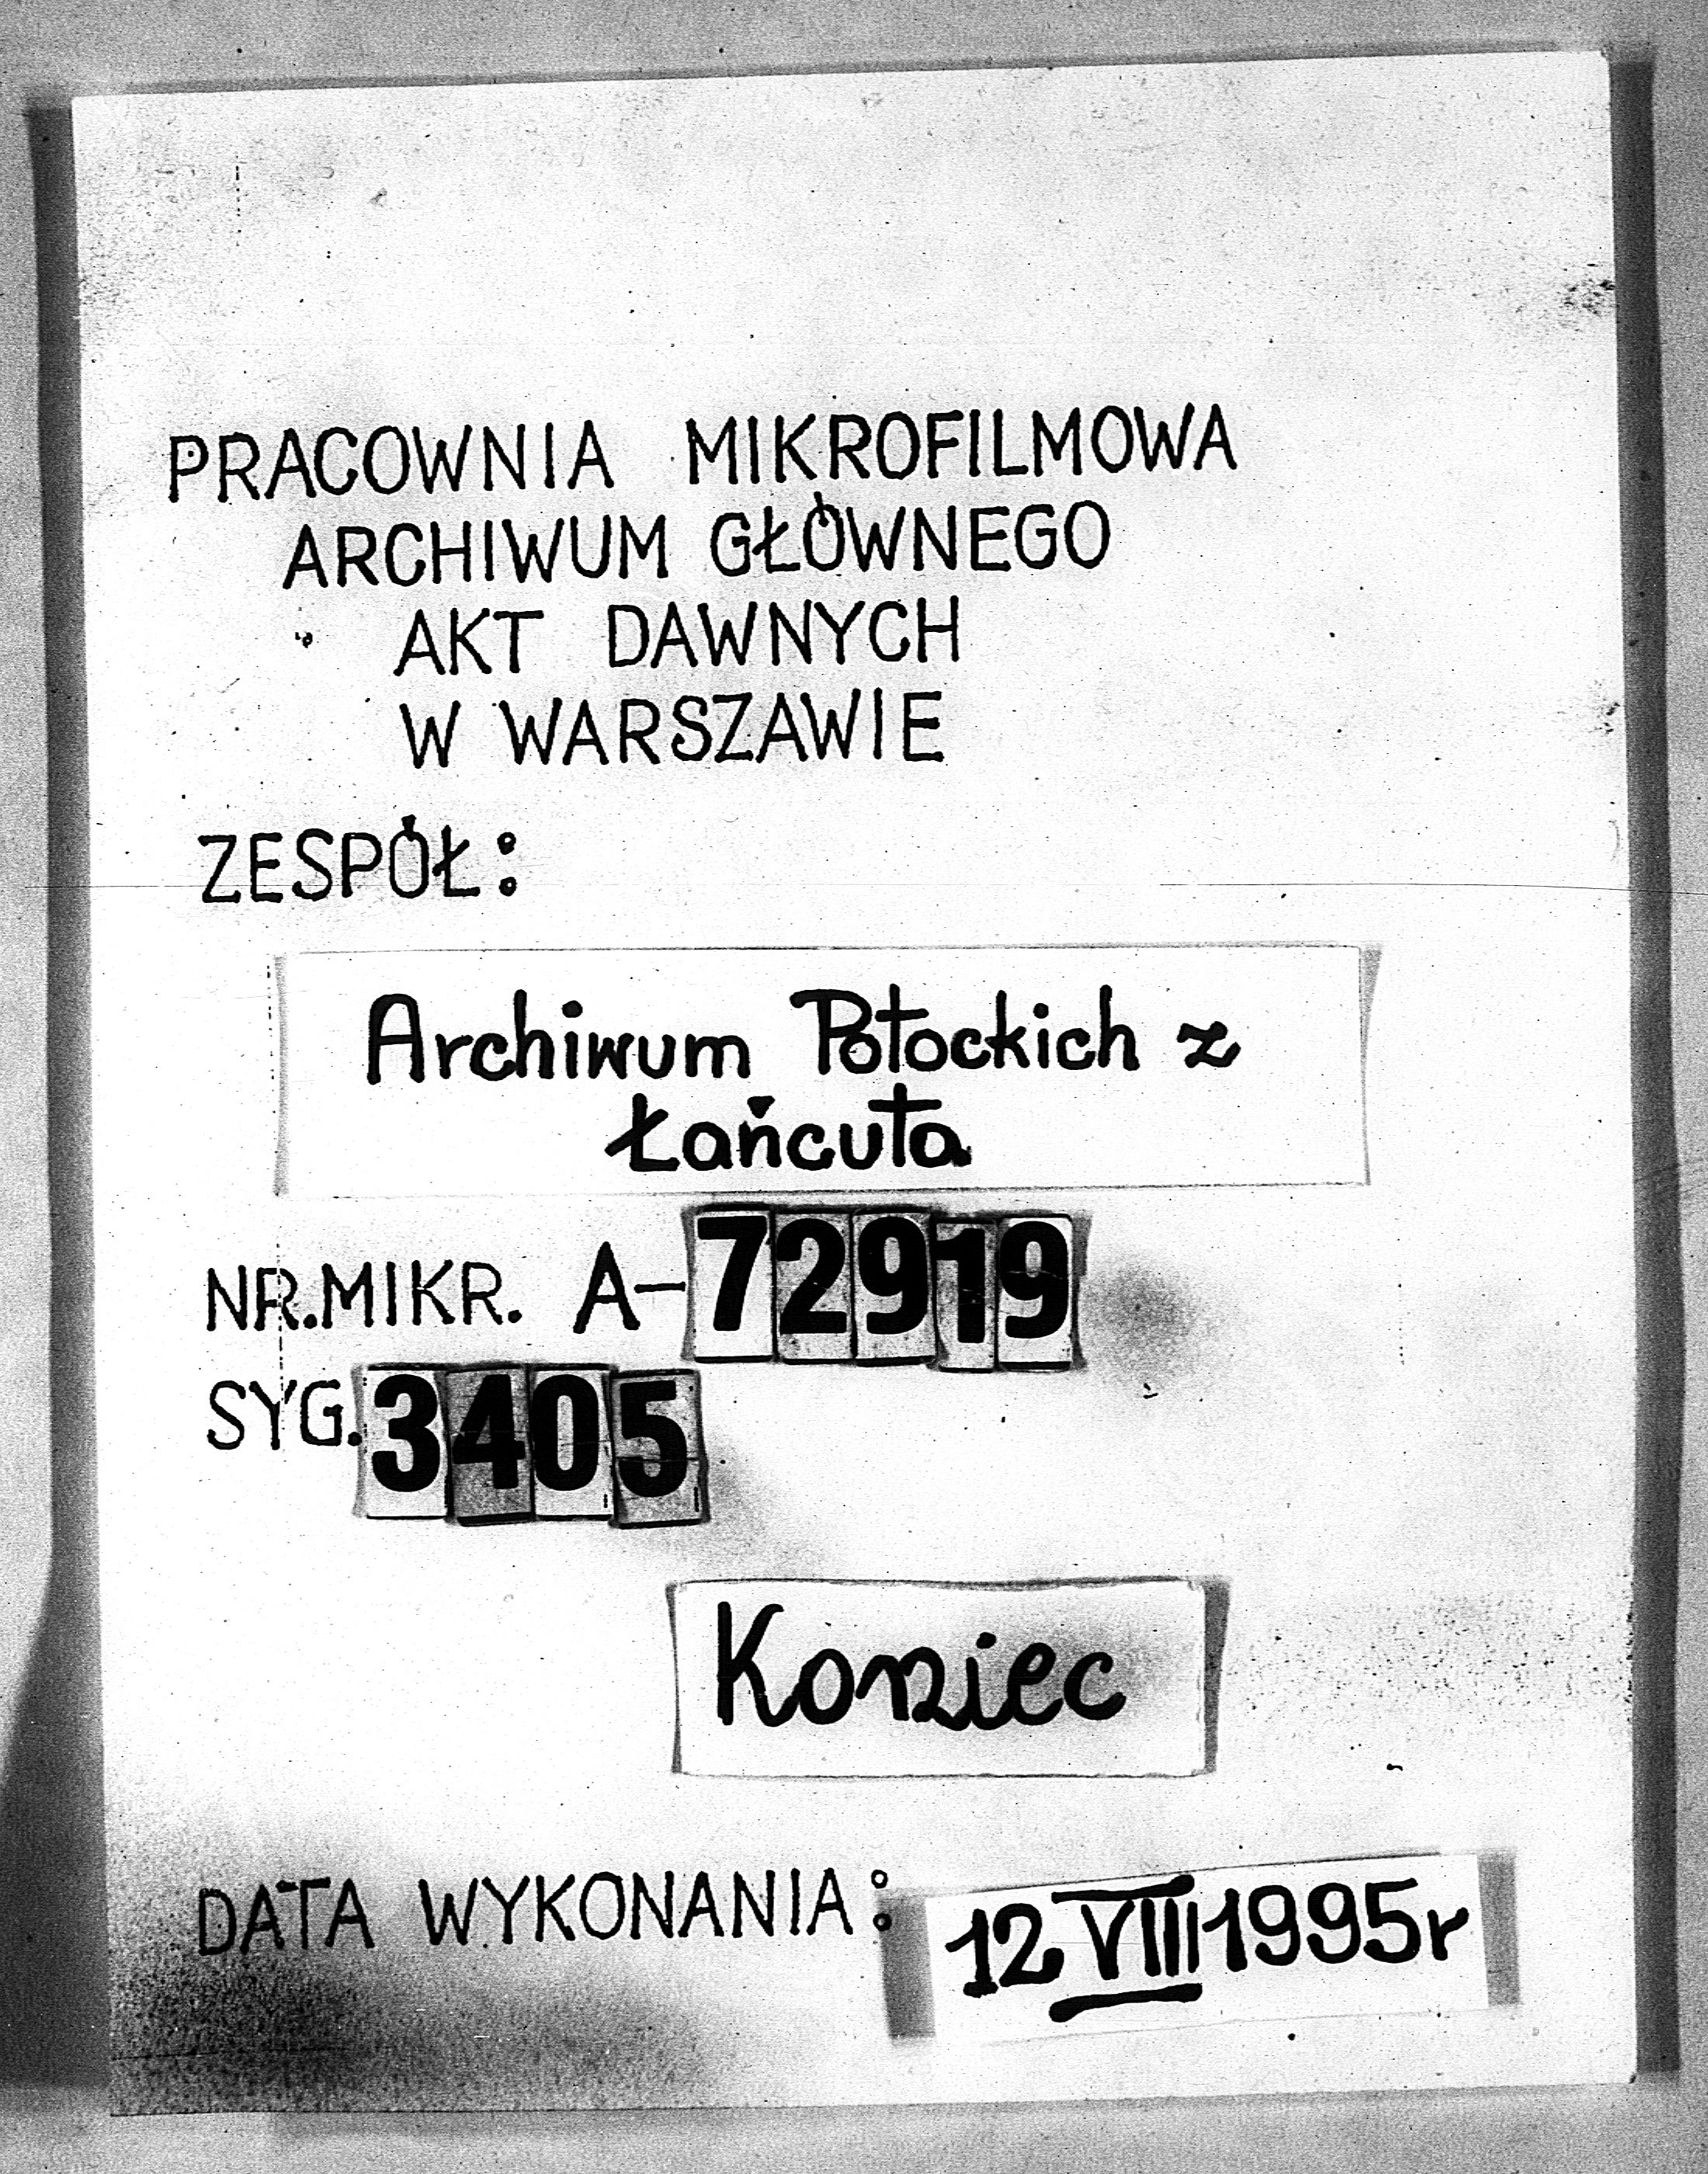 PRACOWNIA MIKROFILMOWA
ARCHIWUM GŁÓWNEGO
AKT DAWNYCH
W WARSZAWIE
ZESPÓŁ:
Archiwum Potockich z
Łańcuta
NR.MIKR. A-72919
SYG. 3405
Koniec
DATA WYKONANIA: 12 VIII 1995r